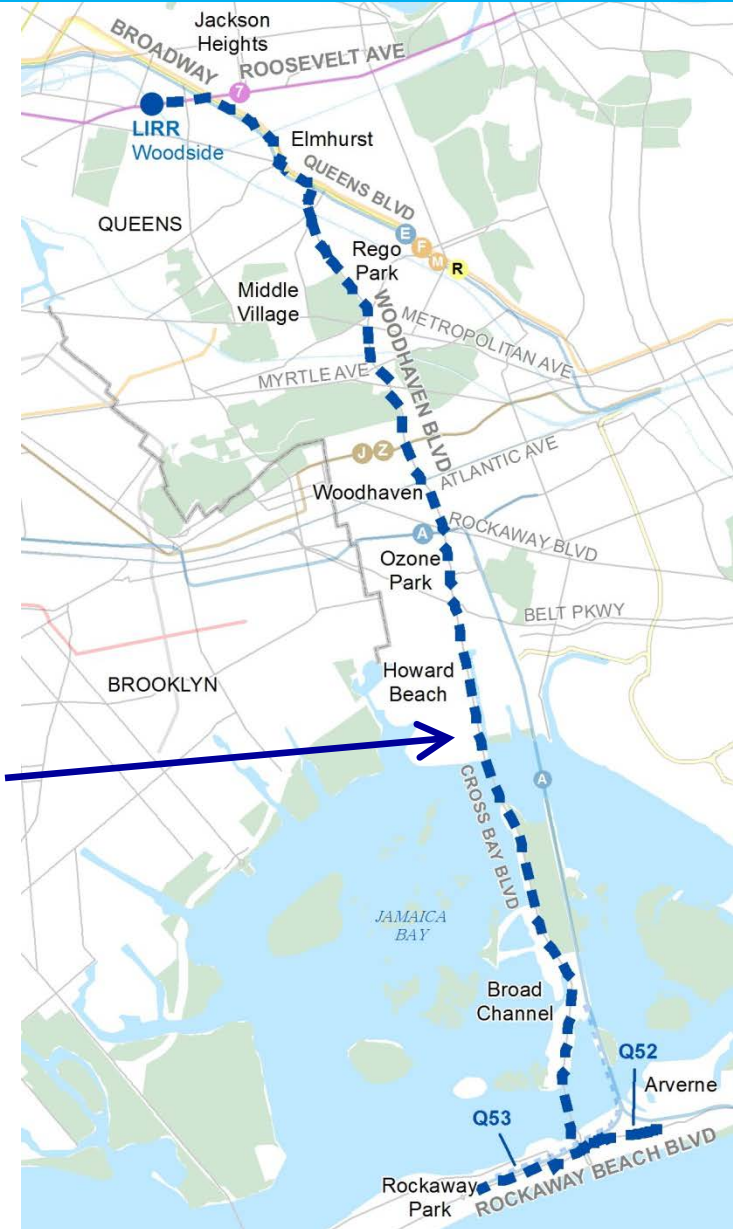 Jackson
Heights
BROADWAY
ROOSEVELT AVE
7
LIRR
Woodside
Elmhurst
QUEENS BLVD
QUEENS
E
F
M
R
Rego
Park
Middle
Village
WOODHAVEN BLVD
METROPOLITAN AVE
MYRTLE AVE
J Z
ATLANTIC AVE
Woodhaven
A
ROCKAWAY BLVD
Ozone
Park
BELT PKWY
Howard
Beach
BROOKLYN
CROSS BAY BLVD
A
JAMAICA
BAY
Broad
Channel
Q52
Arverne
Q53
Rockaway
Park
ROCKAWAY BEACH BLVD